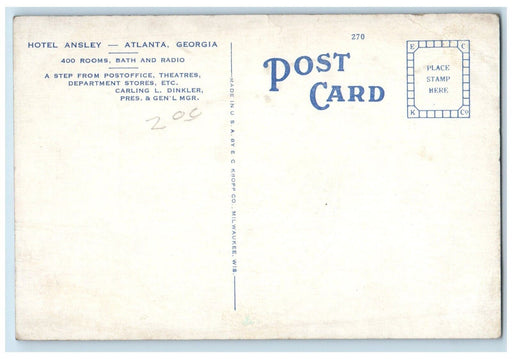 HOTEL ANSLEY — ATLANTA, GEORGIA
400 ROOMS, BATH AND RADIO
A STEP FROM POSTOFFICE, THEATRES,
DEPARTMENT STORES, ETC.
CARLING L. DINKLER,
PRES. & GEN'L MGR.
200
MADE IN U.S.A. BY E. C. KROPP CO., MILWAUKEE, WIS.
270
POST
CARD
E C
PLACE
STAMP
HERE
K Co